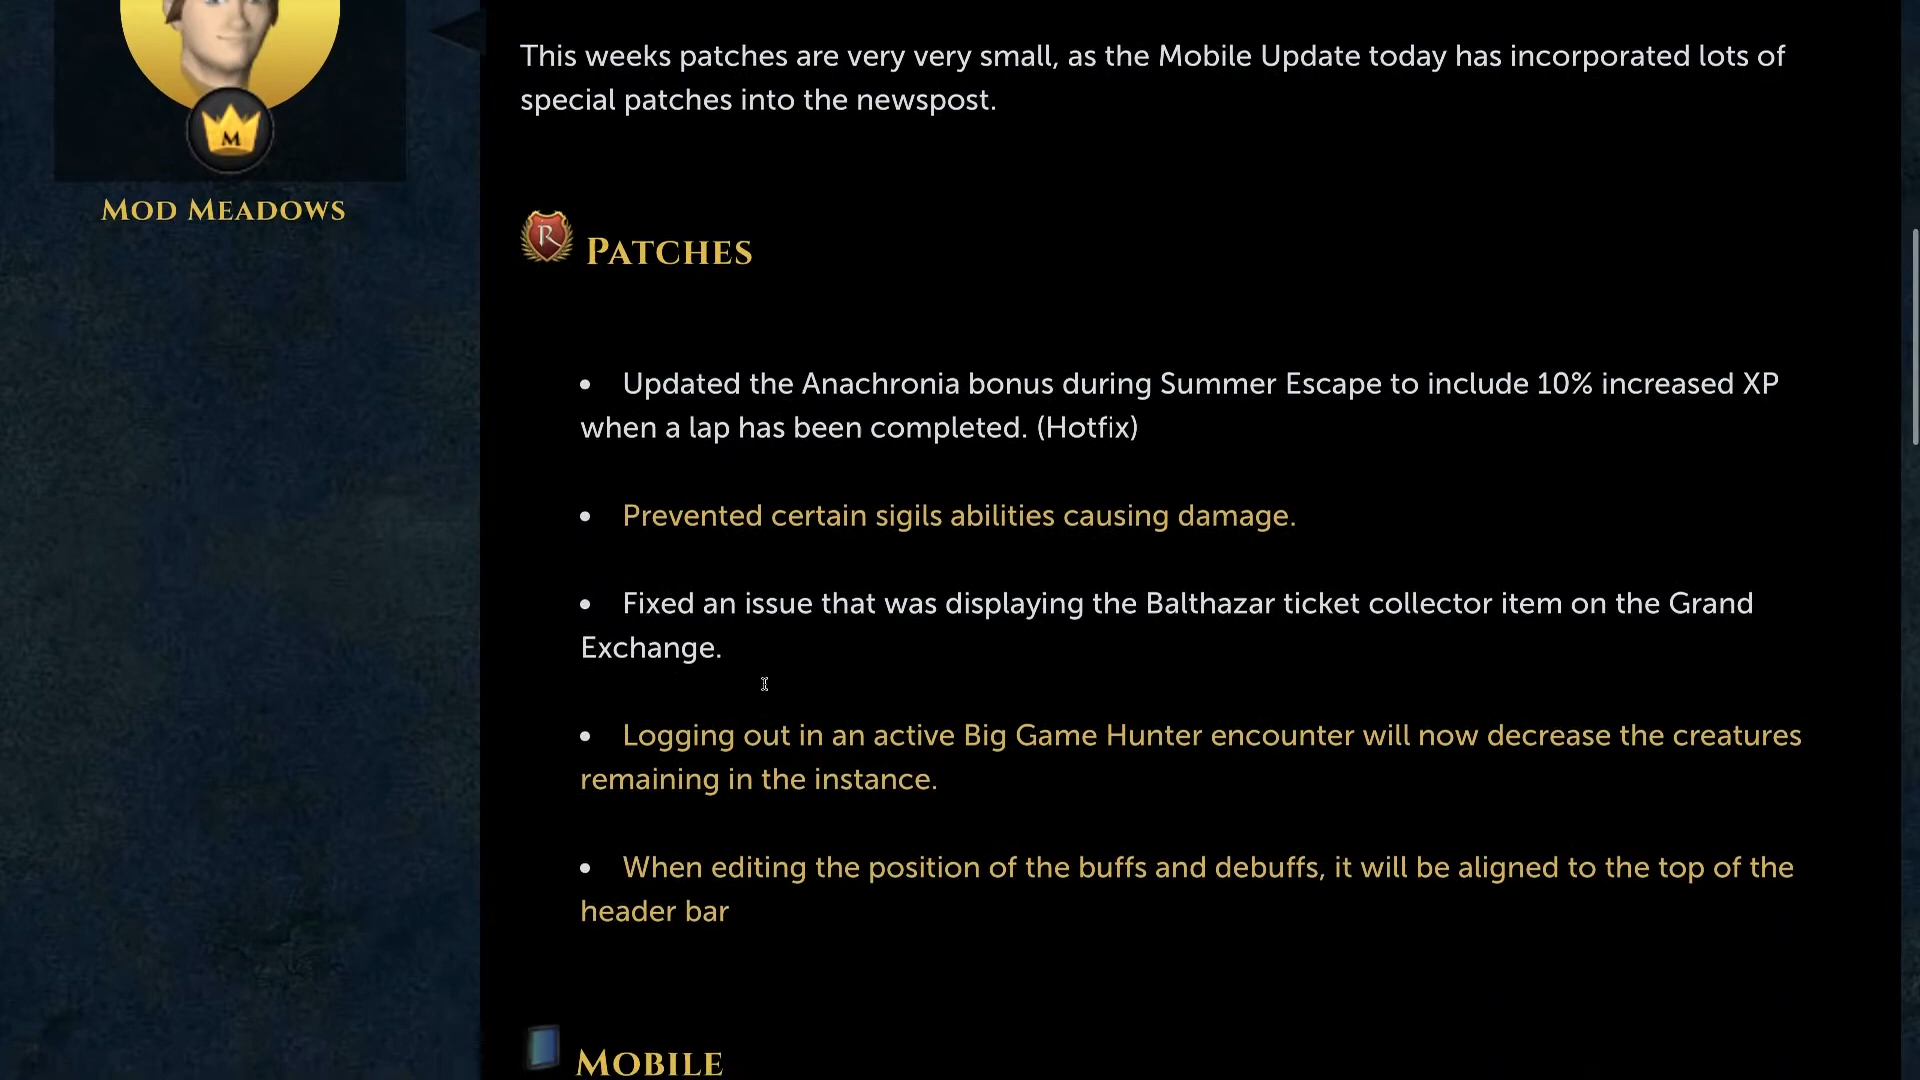 This weeks patches are very very small, as the Mobile Update today has incorporated lots of
special patches into the newspost.
M
MOD MEADOWS
R
PATCHES
• Updated the Anachronia bonus during Summer Escape to include 10% increased XP
when a lap has been completed. (Hotfix)
• Prevented certain sigils abilities causing damage.
• Fixed an issue that was displaying the Balthazar ticket collector item on the Grand
Exchange.
• Logging out in an active Big Game Hunter encounter will now decrease the creatures
remaining in the instance.
• When editing the position of the buffs and debuffs, it will be aligned to the top of the
header bar
MOBILE